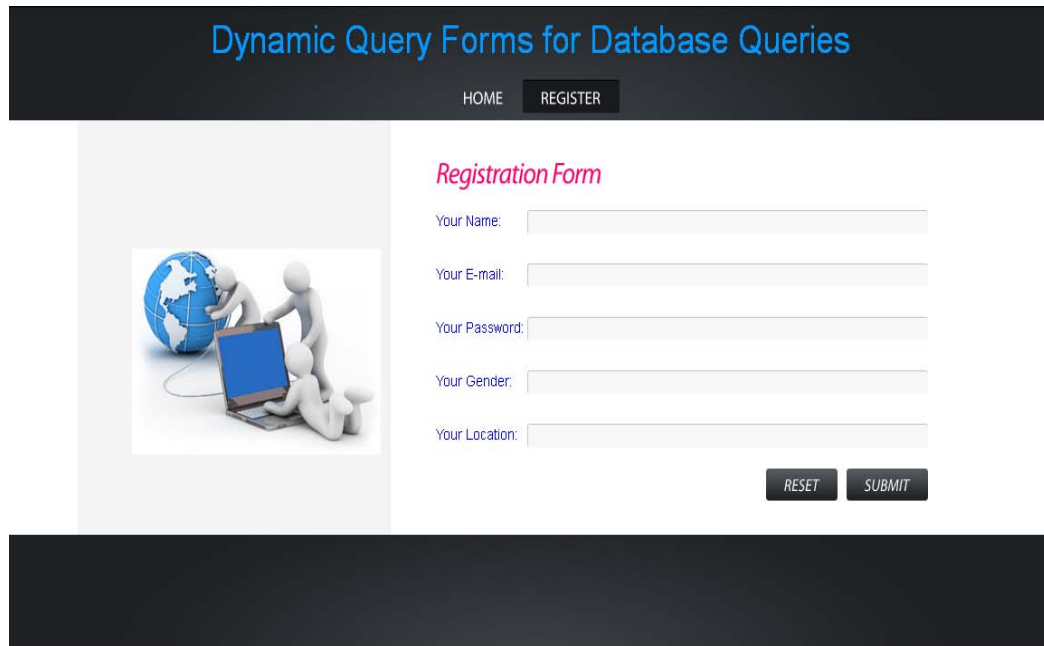 Dynamic Query Forms for Database Queries
HOME REGISTER
Registration Form
Your Name:
Your E-mail:
Your Password:
Your Gender:
Your Location:
RESET SUBMIT